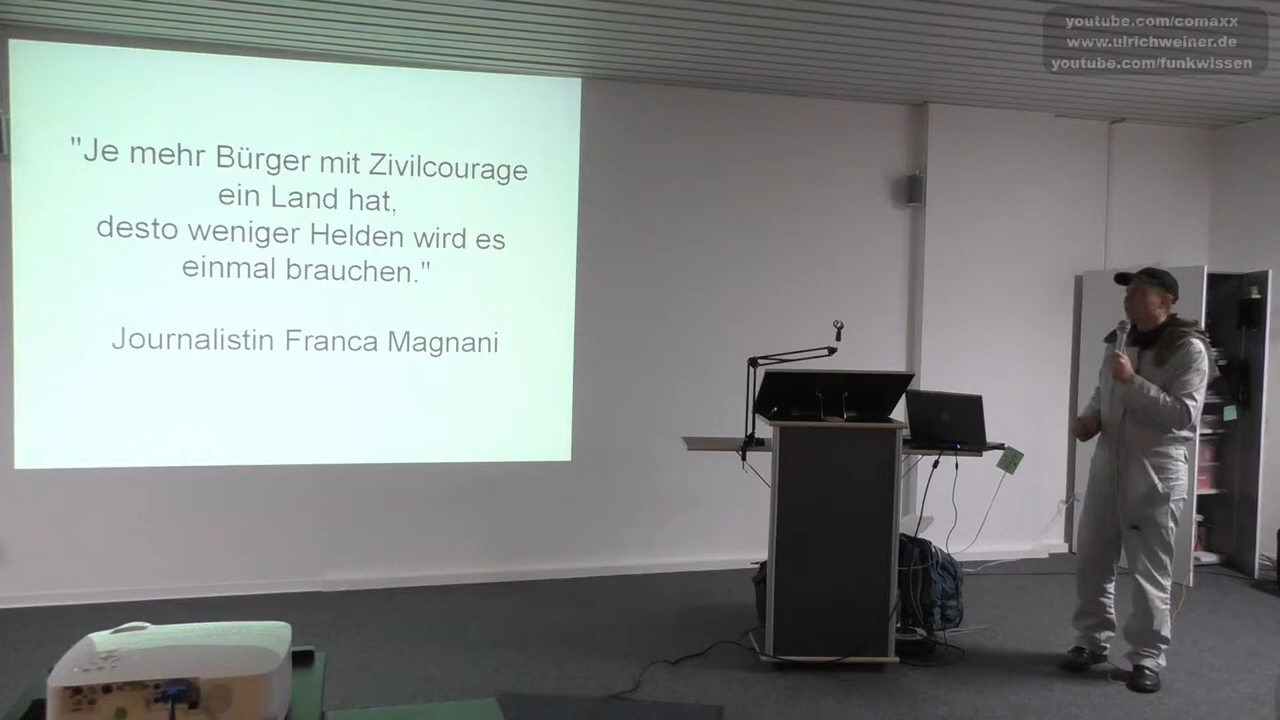 youtube.com/comaxx
www.ulrichweiner.de
youtube.com/funkwissen
"Je mehr Bürger mit Zivilcourage
ein Land hat,
desto weniger Helden wird es
einmal brauchen."
Journalistin Franca Magnani